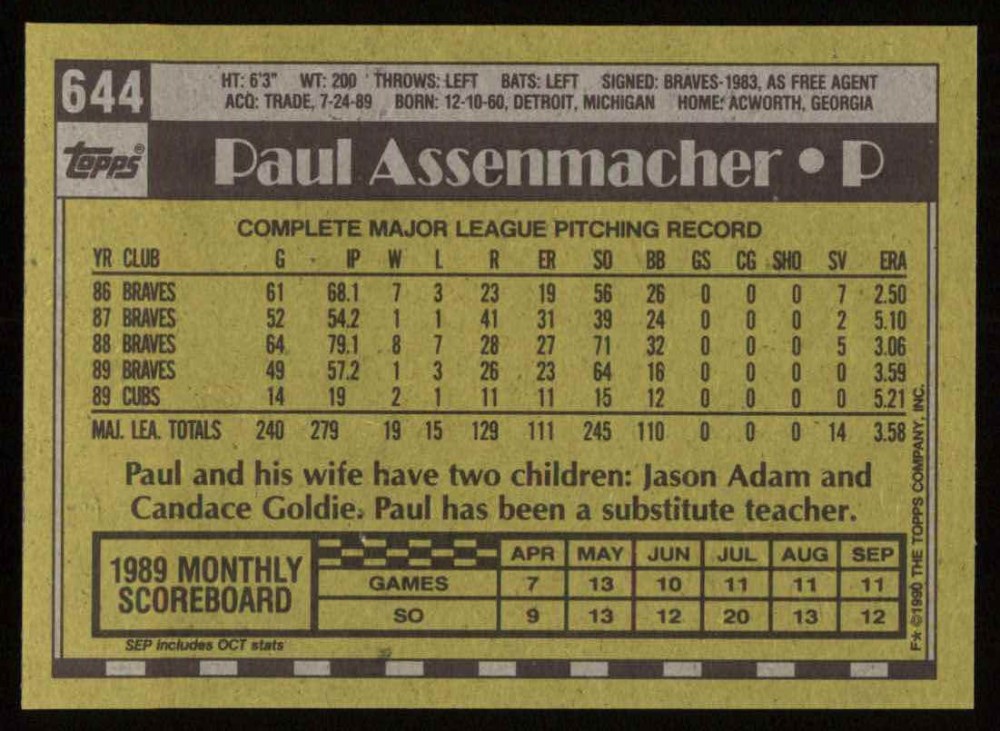 644
HT: 6'3" WT: 200 THROWS: LEFT BATS: LEFT SIGNED: BRAVES-1983, AS FREE AGENT
ACQ: TRADE, 7-24-89 BORN: 12-10-60, DETROIT, MICHIGAN HOME: ACWORTH, GEORGIA
Topps®
Paul Assenmacher • P
COMPLETE MAJOR LEAGUE PITCHING RECORD
YR CLUB G IP W L R ER SO BB GS CG SHO SV ERA
86 BRAVES 61 68.1 7 3 23 19 56 26 0 0 0 7 2.50
87 BRAVES 52 54.2 1 1 41 31 39 24 0 0 0 2 5.10
88 BRAVES 64 79.1 8 7 28 27 71 32 0 0 0 5 3.06
89 BRAVES 49 57.2 1 3 26 23 64 16 0 0 0 0 3.59
89 CUBS 14 19 2 1 11 11 15 12 0 0 0 0 5.21
MAJ. LEA. TOTALS 240 279 19 15 129 111 245 110 0 0 0 14 3.58
Paul and his wife have two children: Jason Adam and
Candace Goldie. Paul has been a substitute teacher.
1989 MONTHLY
SCOREBOARD
APR MAY JUN JUL AUG SEP
GAMES 7 13 10 11 11 11
SO 9 13 12 20 13 12
SEP includes OCT stats
F* ©1990 THE TOPPS COMPANY, INC.